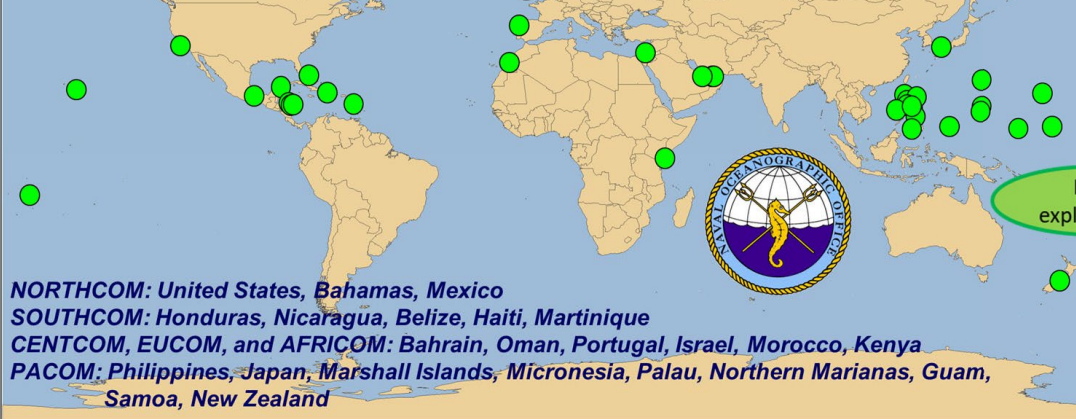 NAVAL OCEANOGRAPHIC OFFICE
NORTHCOM: United States, Bahamas, Mexico
SOUTHCOM: Honduras, Nicaragua, Belize, Haiti, Martinique
CENTCOM, EUCOM, and AFRICOM: Bahrain, Oman, Portugal, Israel, Morocco, Kenya
PACOM: Philippines, Japan, Marshall Islands, Micronesia, Palau, Northern Marianas, Guam,
Samoa, New Zealand